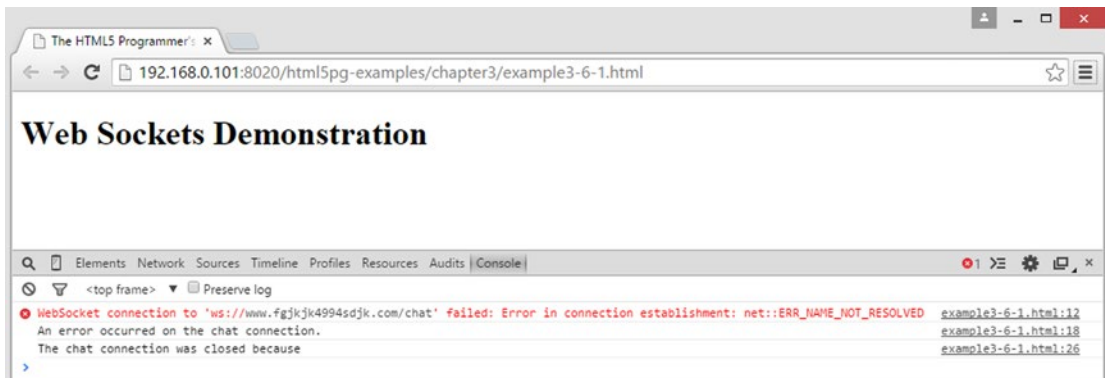 The HTML5 Programmer's
192.168.0.101:8020/html5pg-examples/chapter3/example3-6-1.html
Web Sockets Demonstration
Elements Network Sources Timeline Profiles Resources Audits Console
1
<top frame> ▼ Preserve log
WebSocket connection to 'ws://www.fgjkjk4994sdjk.com/chat' failed: Error in connection establishment: net::ERR_NAME_NOT_RESOLVED example3-6-1.html:12
An error occurred on the chat connection. example3-6-1.html:18
The chat connection was closed because example3-6-1.html:26
>